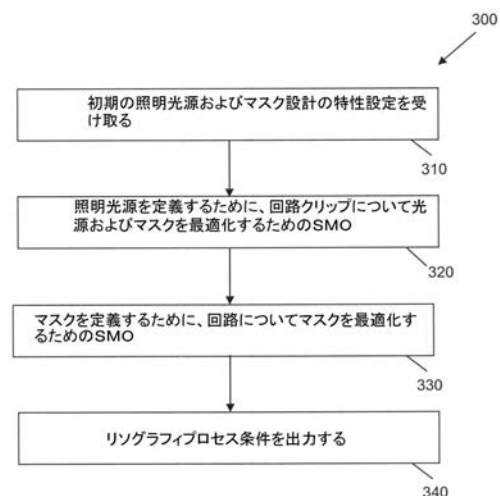 300
初期の照明光源およびマスク設計の特性設定を受
け取る
310
照明光源を定義するために、回路クリップについて光
源およびマスクを最適化するためのSMO
320
マスクを定義するために、回路についてマスクを最適化す
るためのSMO
330
リソグラフィプロセス条件を出力する
340